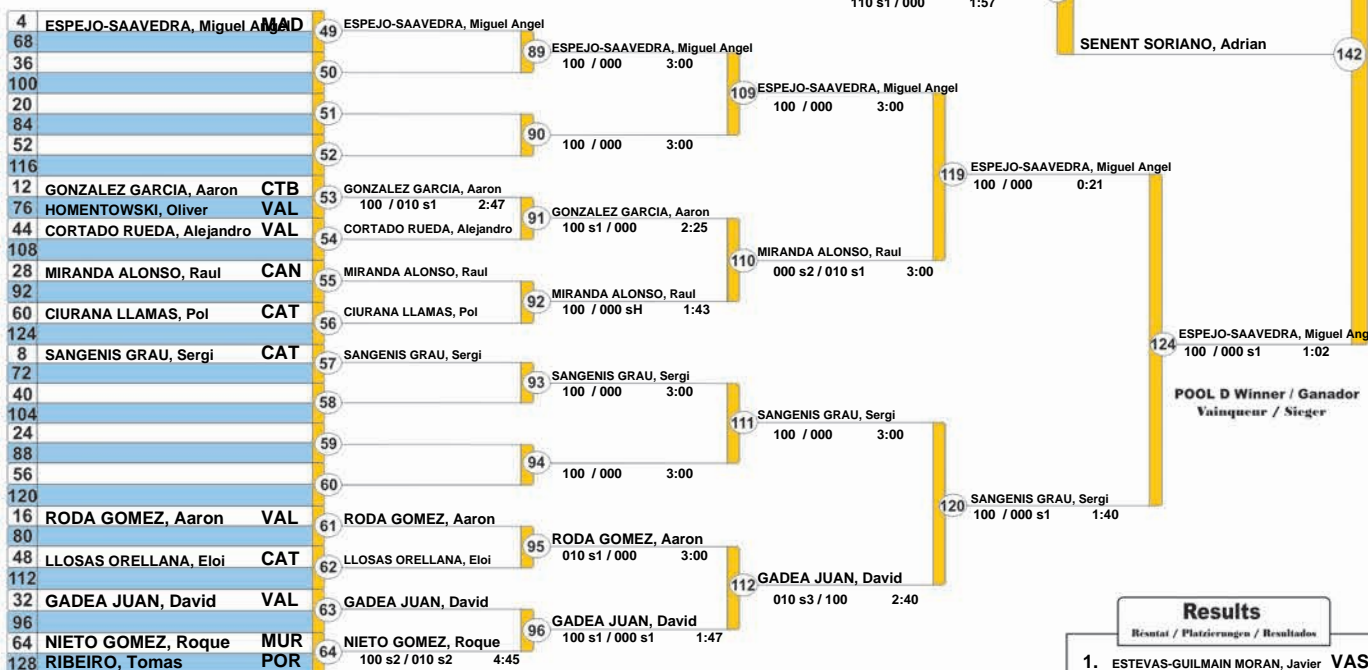 110 s1 / 000 1:57
SENENT SORIANO, Adrian
142
4 ESPEJO-SAAVEDRA, Miguel Angel MAD
68
36
100
20
84
52
116
12 GONZALEZ GARCIA, Aaron CTB
76 HOMENTOWSKI, Oliver VAL
44 CORTADO RUEDA, Alejandro VAL
108
28 MIRANDA ALONSO, Raul CAN
92
60 CIURANA LLAMAS, Pol CAT
124
8 SANGENIS GRAU, Sergi CAT
72
40
104
24
88
56
120
16 RODA GOMEZ, Aaron VAL
80
48 LLOSAS ORELLANA, Eloi CAT
112
32 GADEA JUAN, David VAL
96
64 NIETO GOMEZ, Roque MUR
128 RIBEIRO, Tomas POR
49 ESPEJO-SAAVEDRA, Miguel Angel
50
51
52
53 GONZALEZ GARCIA, Aaron
100 / 010 s1 2:47
54 CORTADO RUEDA, Alejandro
55 MIRANDA ALONSO, Raul
56 CIURANA LLAMAS, Pol
57 SANGENIS GRAU, Sergi
58
59
60
61 RODA GOMEZ, Aaron
62 LLOSAS ORELLANA, Eloi
63 GADEA JUAN, David
64 NIETO GOMEZ, Roque
100 s2 / 010 s2 4:45
89 ESPEJO-SAAVEDRA, Miguel Angel
100 / 000 3:00
90
100 / 000 3:00
91 GONZALEZ GARCIA, Aaron
100 s1 / 000 2:25
92 MIRANDA ALONSO, Raul
100 / 000 sH 1:43
93 SANGENIS GRAU, Sergi
100 / 000 3:00
94
100 / 000 3:00
95 RODA GOMEZ, Aaron
010 s1 / 000 3:00
96 GADEA JUAN, David
100 s1 / 000 s1 1:47
109 ESPEJO-SAAVEDRA, Miguel Angel
100 / 000 3:00
110 MIRANDA ALONSO, Raul
000 s2 / 010 s1 3:00
111 SANGENIS GRAU, Sergi
100 / 000 3:00
112 GADEA JUAN, David
010 s3 / 100 2:40
119 ESPEJO-SAAVEDRA, Miguel Angel
100 / 000 0:21
120 SANGENIS GRAU, Sergi
100 / 000 s1 1:40
124 ESPEJO-SAAVEDRA, Miguel Ang
100 / 000 s1 1:02
POOL D Winner / Ganador
Vainqueur / Sieger
Results
Résutat / Platzierungen / Resultados
1. ESTEVAS-GUILMAIN MORAN, Javier VAS